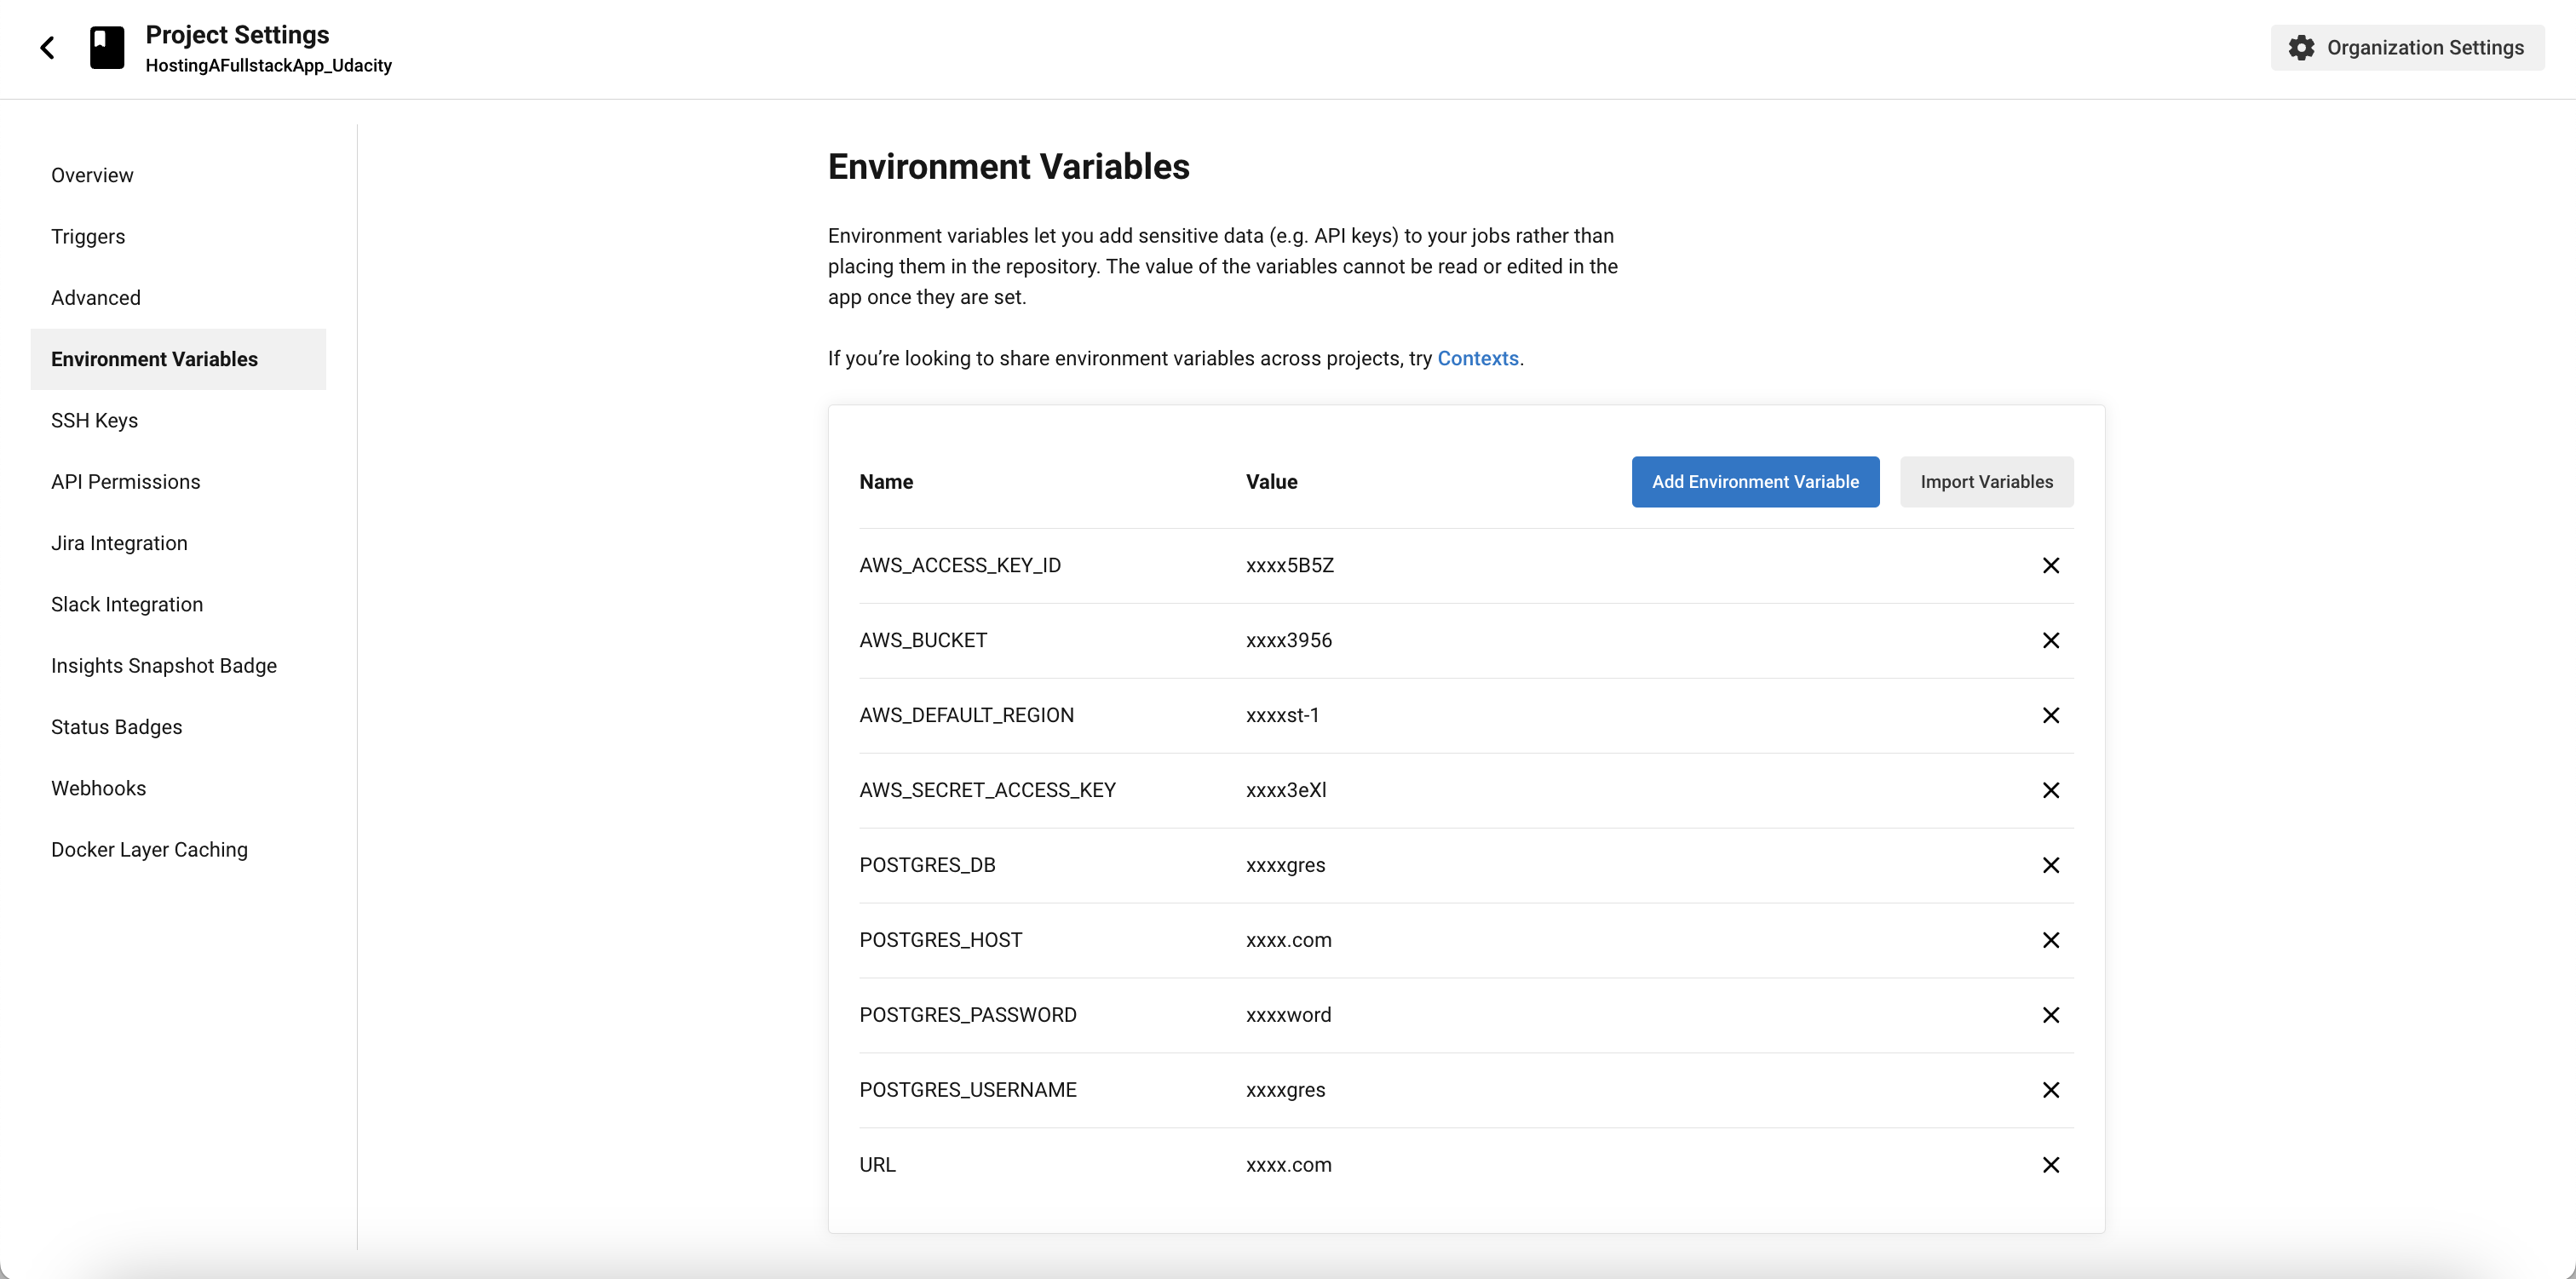 Project Settings
HostingAFullstackApp_Udacity
Organization Settings
Overview
Triggers
Advanced
Environment Variables
SSH Keys
API Permissions
Jira Integration
Slack Integration
Insights Snapshot Badge
Status Badges
Webhooks
Docker Layer Caching
Environment Variables
Environment variables let you add sensitive data (e.g. API keys) to your jobs rather than
placing them in the repository. The value of the variables cannot be read or edited in the
app once they are set.
If you’re looking to share environment variables across projects, try Contexts.
Name Value Add Environment Variable Import Variables
AWS_ACCESS_KEY_ID xxxx5B5Z
AWS_BUCKET xxxx3956
AWS_DEFAULT_REGION xxxxst-1
AWS_SECRET_ACCESS_KEY xxxx3eXl
POSTGRES_DB xxxxgres
POSTGRES_HOST xxxx.com
POSTGRES_PASSWORD xxxxword
POSTGRES_USERNAME xxxxgres
URL xxxx.com